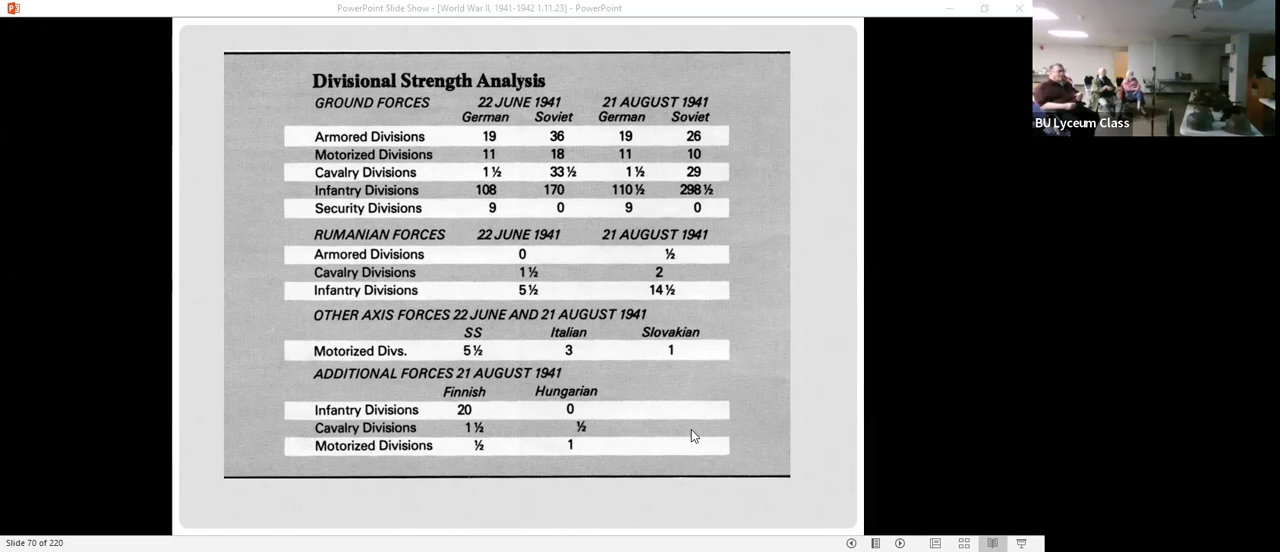 PowerPoint Slide Show - [World War II, 1941-1942 1.11.23] - PowerPoint
BU Lyceum Class
Divisional Strength Analysis
GROUND FORCES 22 JUNE 1941 21 AUGUST 1941
German Soviet German Soviet
Armored Divisions 19 36 19 26
Motorized Divisions 11 18 11 10
Cavalry Divisions 1½ 33½ 1½ 29
Infantry Divisions 108 170 110½ 298½
Security Divisions 9 0 9 0
RUMANIAN FORCES 22 JUNE 1941 21 AUGUST 1941
Armored Divisions 0 ½
Cavalry Divisions 1½ 2
Infantry Divisions 5½ 14½
OTHER AXIS FORCES 22 JUNE AND 21 AUGUST 1941
SS Italian Slovakian
Motorized Divs. 5½ 3 1
ADDITIONAL FORCES 21 AUGUST 1941
Finnish Hungarian
Infantry Divisions 20 0
Cavalry Divisions 1½ ½
Motorized Divisions ½ 1
Slide 70 of 220